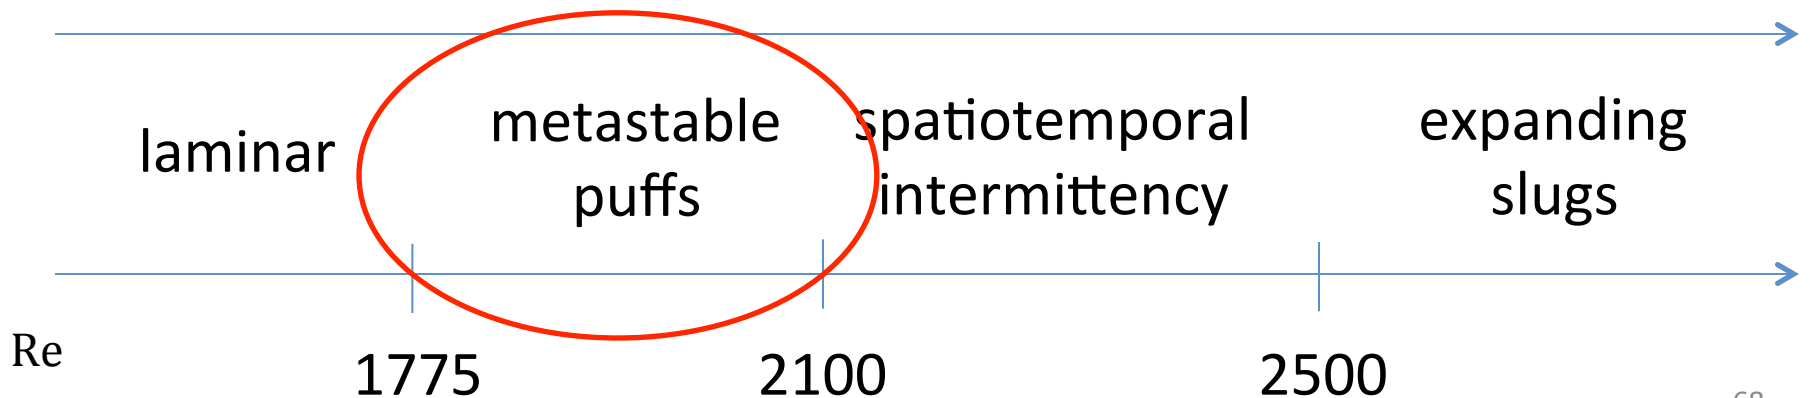 laminar
metastable
puffs
spatiotemporal
intermittency
expanding
slugs
Re
1775
2100
2500